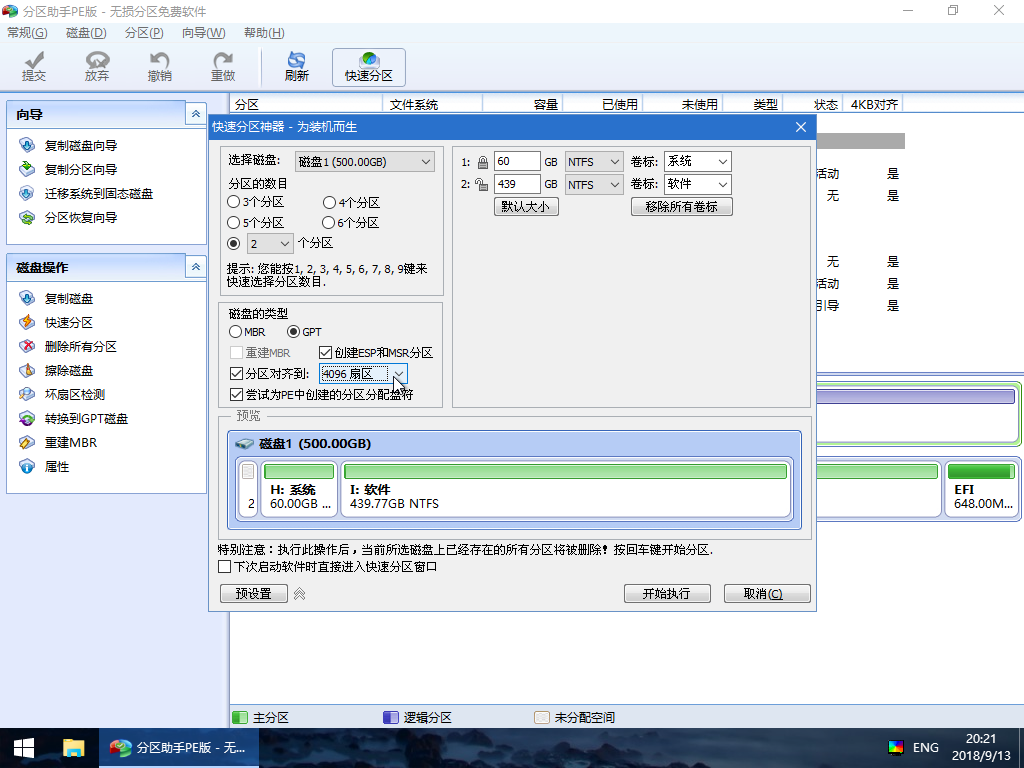 分区助手PE版 - 无损分区免费软件
常规(G) 磁盘(D) 分区(P) 向导(W) 帮助(H)
提交 放弃 撤销 重做 刷新 快速分区
向导
复制磁盘向导
复制分区向导
迁移系统到固态磁盘
分区恢复向导
磁盘操作
复制磁盘
快速分区
删除所有分区
擦除磁盘
坏扇区检测
转换到GPT磁盘
重建MBR
属性
分区 文件系统 容量 已使用 未使用 类型 状态 4KB对齐
活动 是
无 是
无 是
活动 是
引导 是
快速分区神器 - 为装机而生
选择磁盘: 磁盘1 (500.00GB)
分区的数目
3个分区 4个分区
5个分区 6个分区
2 个分区
提示: 您能按1, 2, 3, 4, 5, 6, 7, 8, 9键来
快速选择分区数目.
磁盘的类型
MBR GPT
重建MBR 创建ESP和MSR分区
分区对齐到: 4096 扇区
尝试为PE中创建的分区分配盘符
1: 60 GB NTFS 卷标: 系统
2: 439 GB NTFS 卷标: 软件
默认大小 移除所有卷标
预览
磁盘1 (500.00GB)
2
H: 系统
60.00GB ...
I: 软件
439.77GB NTFS
EFI
648.00M...
特别注意：执行此操作后，当前所选磁盘上已经存在的所有分区将被删除！按回车键开始分区.
下次启动软件时直接进入快速分区窗口
预设置 开始执行 取消(C)
主分区 逻辑分区 未分配空间
分区助手PE版 - 无...
ENG
20:21
2018/9/13